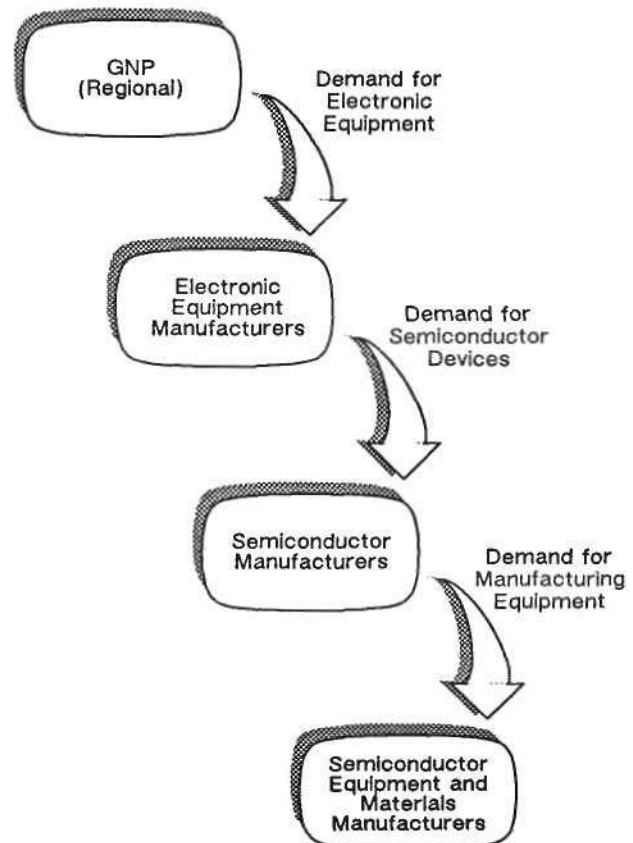 GNP
(Regional)
Demand for
Electronic
Equipment
Electronic
Equipment
Manufacturers
Demand for
Semiconductor
Devices
Semiconductor
Manufacturers
Demand for
Manufacturing
Equipment
Semiconductor
Equipment and
Materials
Manufacturers